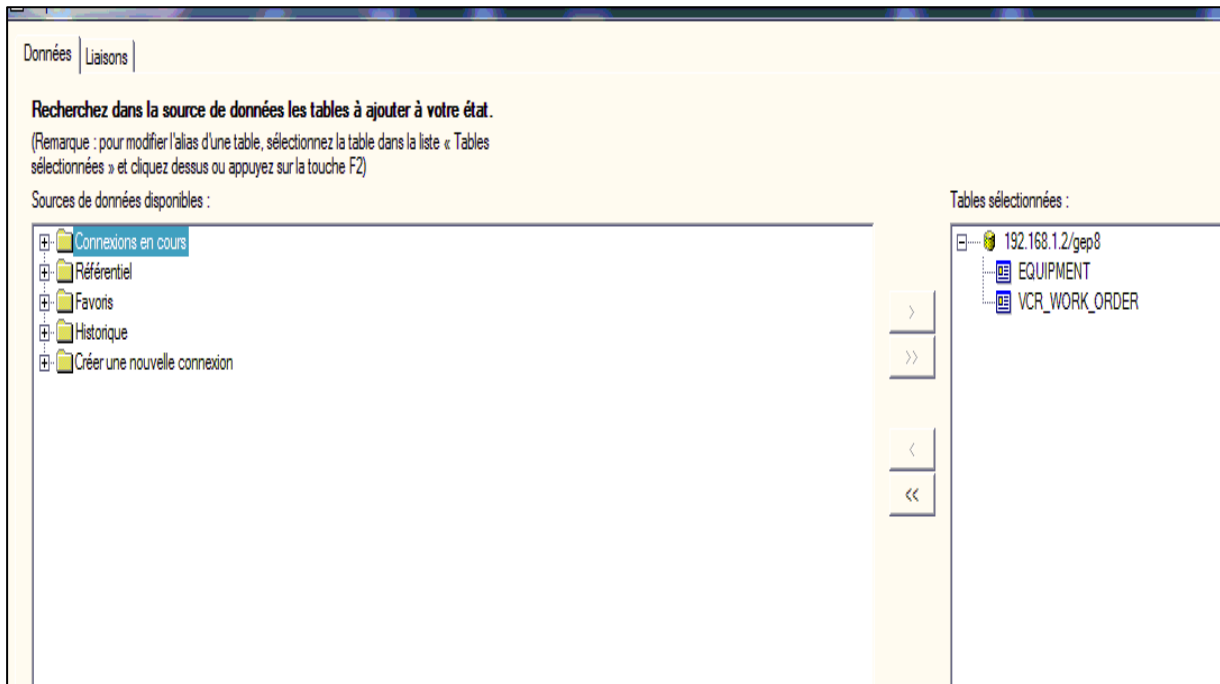 Données
Liaisons
Recherchez dans la source de données les tables à ajouter à votre état.
(Remarque : pour modifier l'alias d'une table, sélectionnez la table dans la liste « Tables
sélectionnées » et cliquez dessus ou appuyez sur la touche F2)
Sources de données disponibles :
Tables sélectionnées :
Connexions en cours
Référentiel
Favoris
Historique
Créer une nouvelle connexion
192.168.1.2/gep8
EQUIPMENT
VCR_WORK_ORDER
>
>>
<
<<